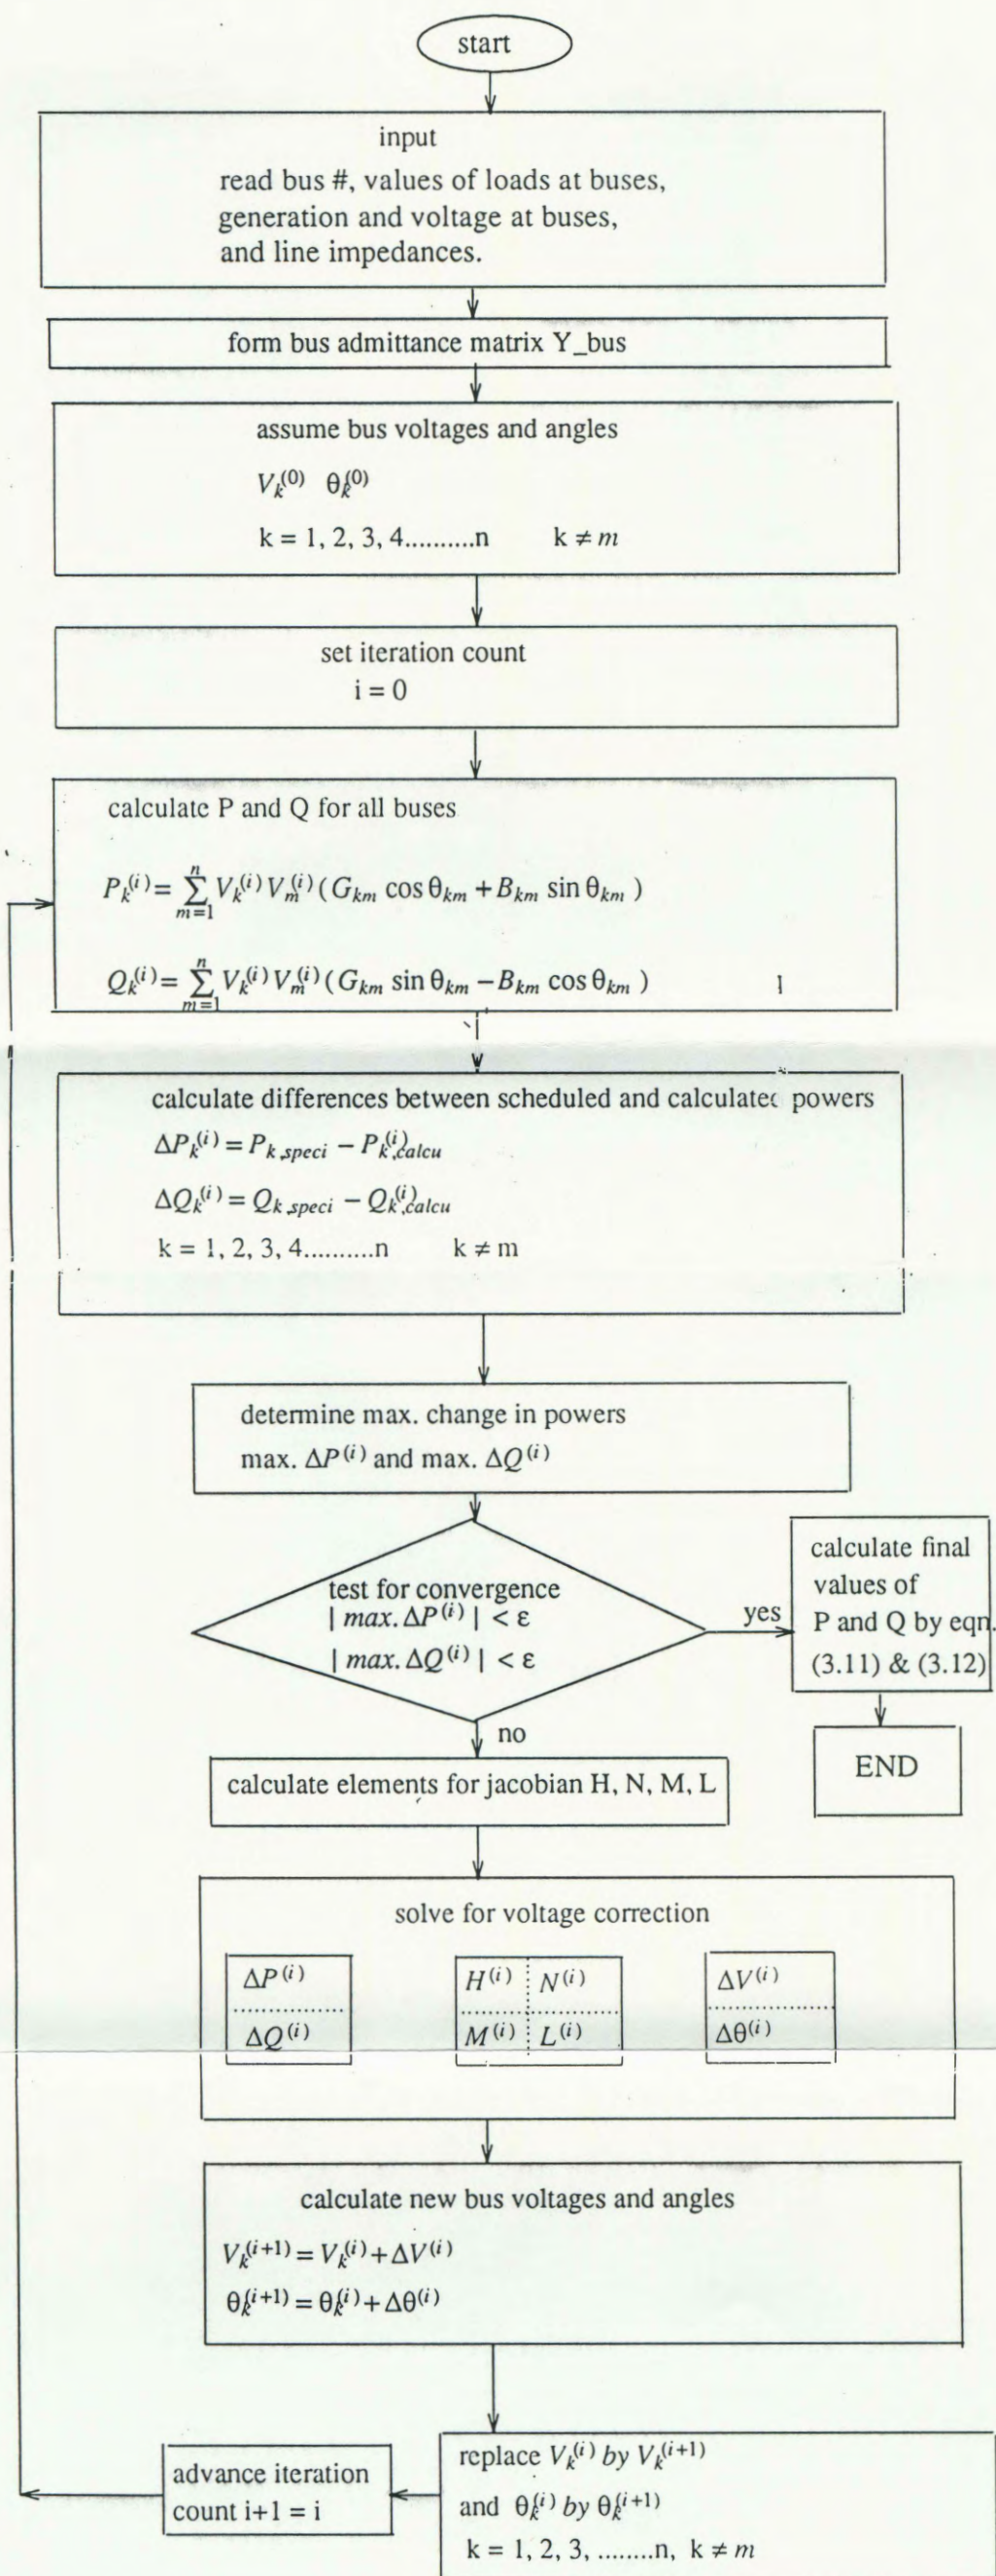 start
input
read bus #, values of loads at buses,
generation and voltage at buses,
and line impedances.
form bus admittance matrix Y_bus
assume bus voltages and angles
V_k^(0) θ_k^(0)
k = 1, 2, 3, 4..........n k ≠ m
set iteration count
i = 0
calculate P and Q for all buses
P_k^(i) = ∑_{m=1}^{n} V_k^(i) V_m^(i) ( G_km cos θ_km + B_km sin θ_km )
Q_k^(i) = ∑_{m=1}^{n} V_k^(i) V_m^(i) ( G_km sin θ_km − B_km cos θ_km )
calculate differences between scheduled and calculated powers
ΔP_k^(i) = P_k,speci − P_k,calcu^(i)
ΔQ_k^(i) = Q_k,speci − Q_k,calcu^(i)
k = 1, 2, 3, 4..........n k ≠ m
determine max. change in powers
max. ΔP^(i) and max. ΔQ^(i)
test for convergence
| max. ΔP^(i) | < ε
| max. ΔQ^(i) | < ε
yes
calculate final
values of
P and Q by eqn.
(3.11) & (3.12)
END
no
calculate elements for jacobian H, N, M, L
solve for voltage correction
ΔP^(i) H^(i) N^(i) ΔV^(i)
ΔQ^(i) M^(i) L^(i) Δθ^(i)
calculate new bus voltages and angles
V_k^(i+1) = V_k^(i) + ΔV^(i)
θ_k^(i+1) = θ_k^(i) + Δθ^(i)
replace V_k^(i) by V_k^(i+1)
and θ_k^(i) by θ_k^(i+1)
k = 1, 2, 3, ........n, k ≠ m
advance iteration
count i+1 = i